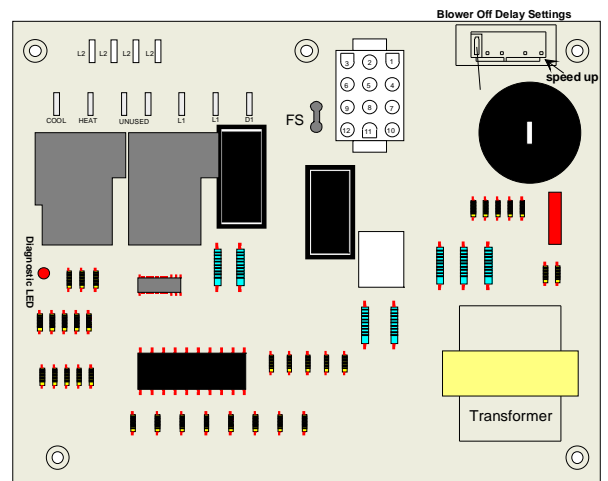 Blower Off Delay Settings
speed up
L2 L2 L2 L2
COOL HEAT UNUSED L1 L1 D1
FS
3 2 1
6 5 4
9 8 7
12 11 10
Diagnostic LED
Transformer